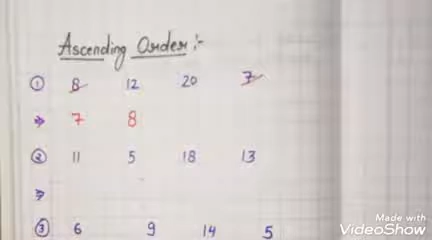 Ascending Order :-
① 8 12 20 7
⇒ 7 8
② 11 5 18 13
⇒
③ 6 9 14 5
Made with
VideoShow